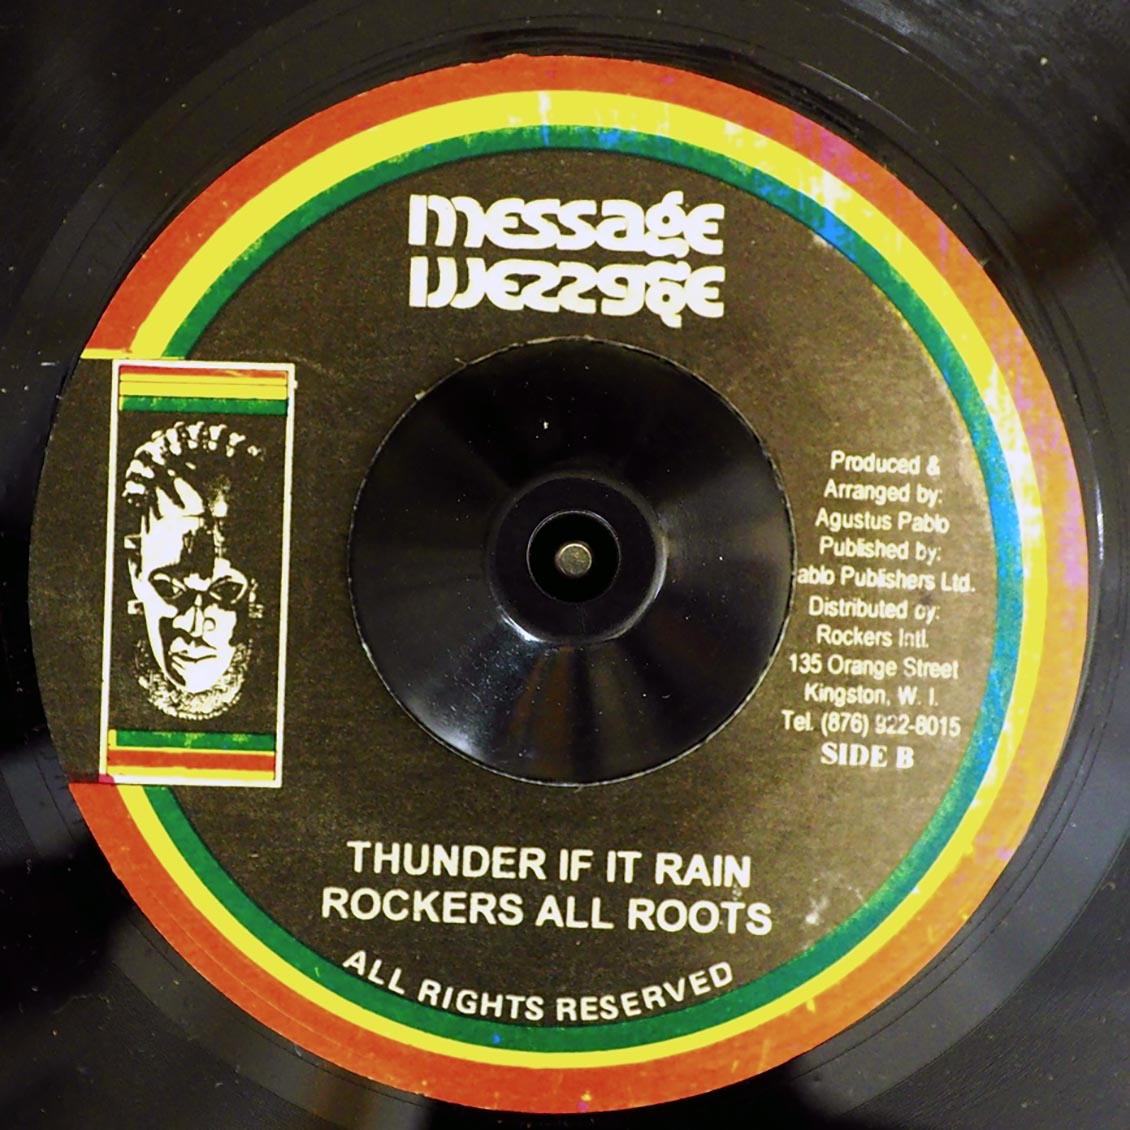 message
message
Produced &
Arranged by:
Agustus Pablo
Published by:
ablo Publishers Ltd.
Distributed by:
Rockers Intl.
135 Orange Street
Kingston, W. I.
Tel. (876) 922-8015
SIDE B
THUNDER IF IT RAIN
ROCKERS ALL ROOTS
ALL RIGHTS RESERVED